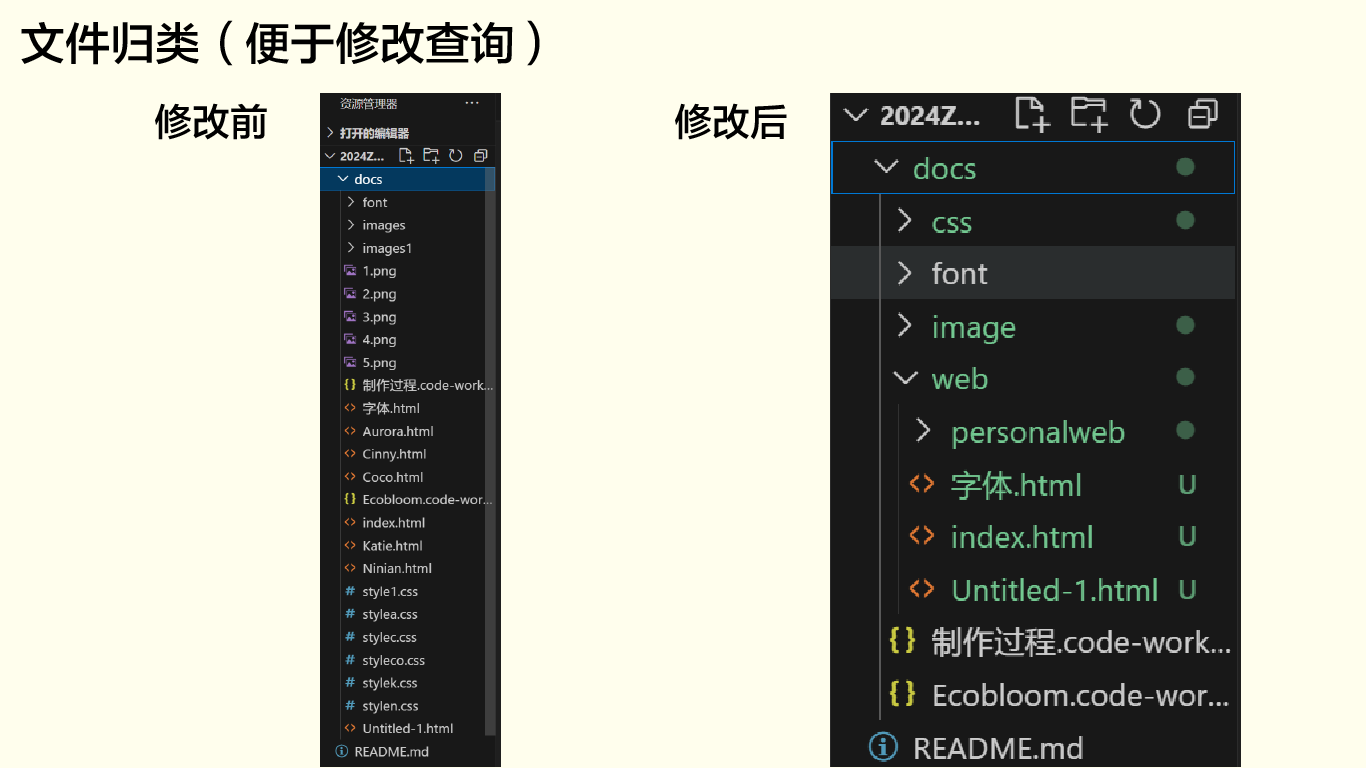 文件归类（便于修改查询）
修改前
资源管理器 ...
打开的编辑器
2024Z...
docs
font
images
images1
1.png
2.png
3.png
4.png
5.png
{} 制作过程.code-work...
<> 字体.html
<> Aurora.html
<> Cinny.html
<> Coco.html
{} Ecobloom.code-wor...
<> index.html
<> Katie.html
<> Ninian.html
# style1.css
# stylea.css
# stylec.css
# styleco.css
# stylek.css
# stylen.css
<> Untitled-1.html
README.md
修改后
2024Z...
docs
css
font
image
web
personalweb
<> 字体.html U
<> index.html U
<> Untitled-1.html U
{} 制作过程.code-work...
{} Ecobloom.code-wor...
README.md